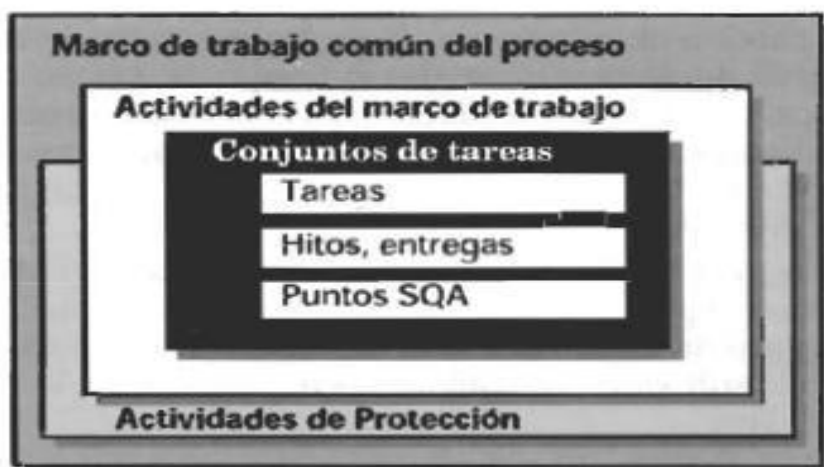 Marco de trabajo común del proceso
Actividades del marco de trabajo
Conjuntos de tareas
Tareas
Hitos, entregas
Puntos SQA
Actividades de Protección